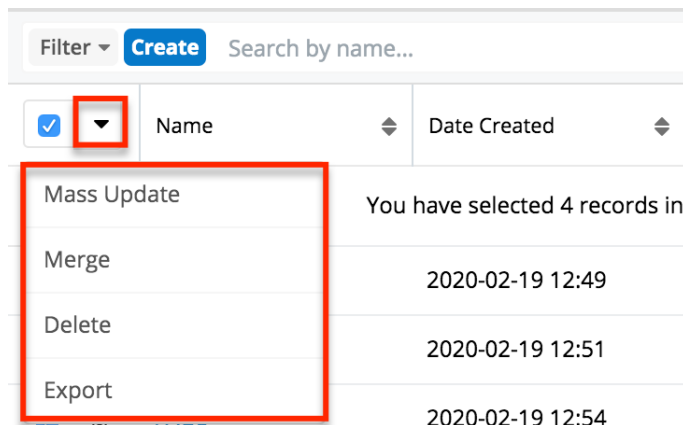 Filter Create Search by name...
Name Date Created
Mass Update
You have selected 4 records in
Merge
2020-02-19 12:49
Delete
2020-02-19 12:51
Export
2020-02-19 12:54